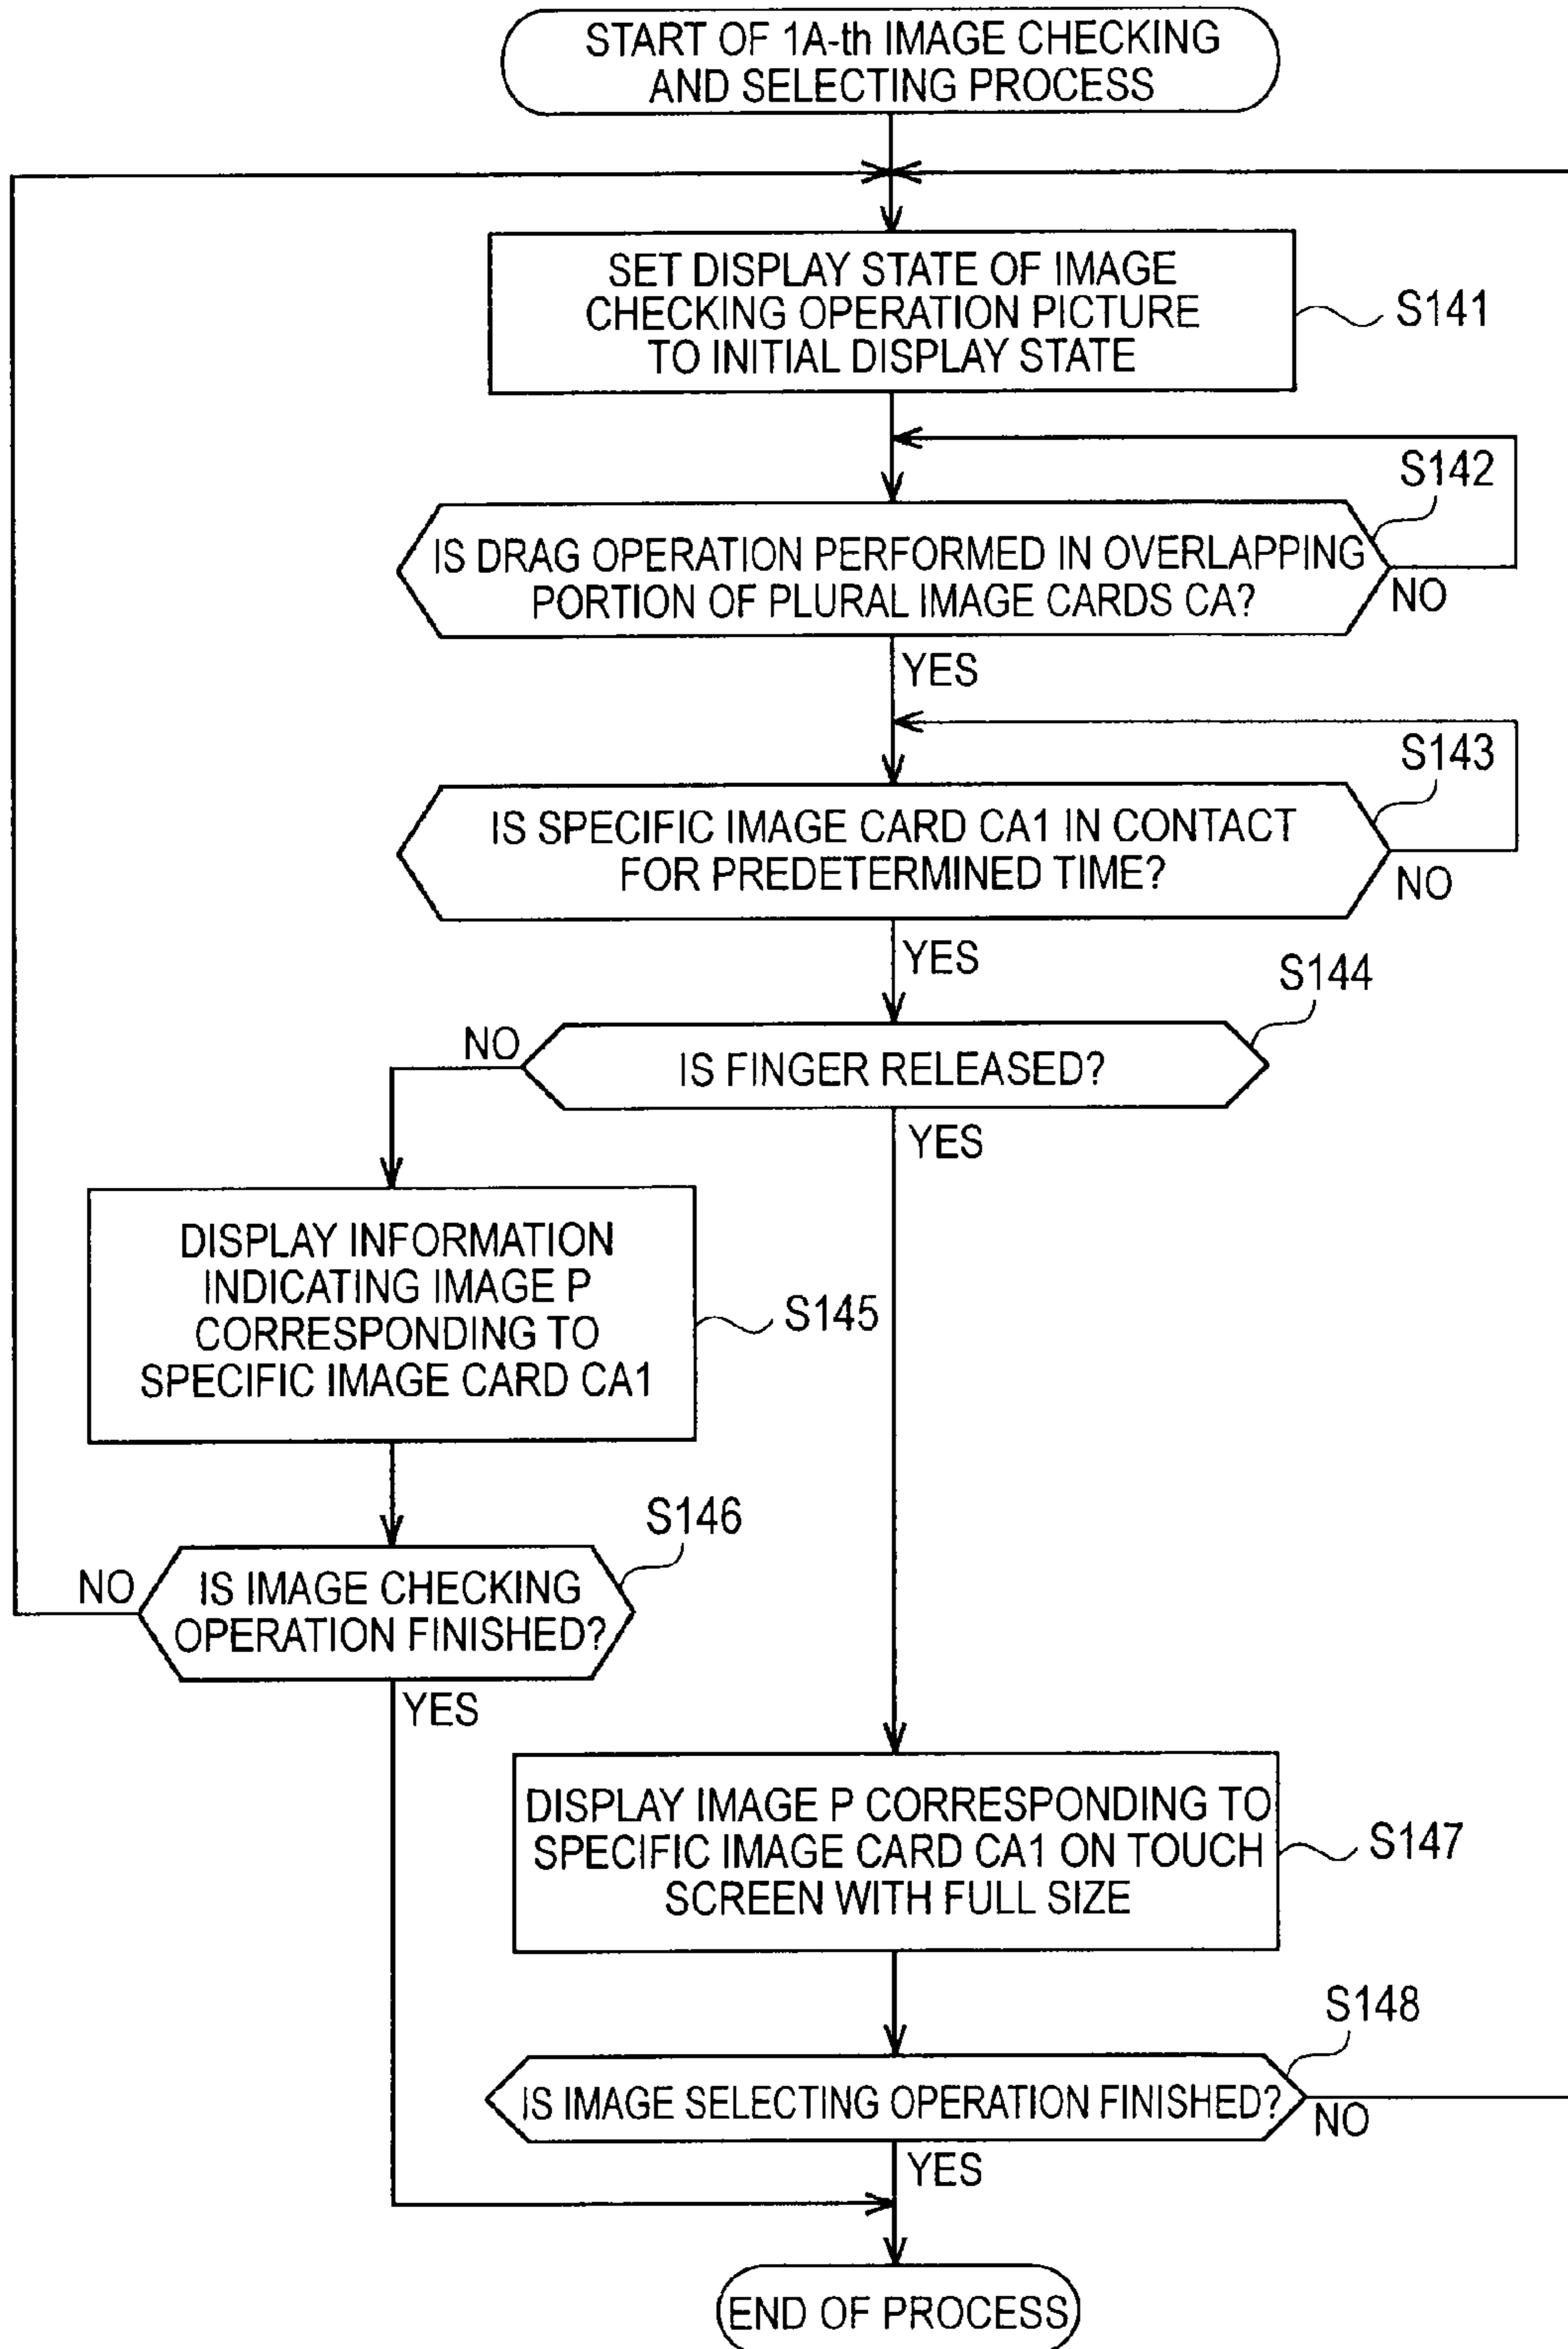 START OF 1A-th IMAGE CHECKING
AND SELECTING PROCESS
SET DISPLAY STATE OF IMAGE
CHECKING OPERATION PICTURE
TO INITIAL DISPLAY STATE
S141
S142
IS DRAG OPERATION PERFORMED IN OVERLAPPING
PORTION OF PLURAL IMAGE CARDS CA?
NO
YES
S143
IS SPECIFIC IMAGE CARD CA1 IN CONTACT
FOR PREDETERMINED TIME?
NO
YES
S144
NO
IS FINGER RELEASED?
YES
DISPLAY INFORMATION
INDICATING IMAGE P
CORRESPONDING TO
SPECIFIC IMAGE CARD CA1
S145
S146
NO
IS IMAGE CHECKING
OPERATION FINISHED?
YES
DISPLAY IMAGE P CORRESPONDING TO
SPECIFIC IMAGE CARD CA1 ON TOUCH
SCREEN WITH FULL SIZE
S147
S148
IS IMAGE SELECTING OPERATION FINISHED?
NO
YES
END OF PROCESS